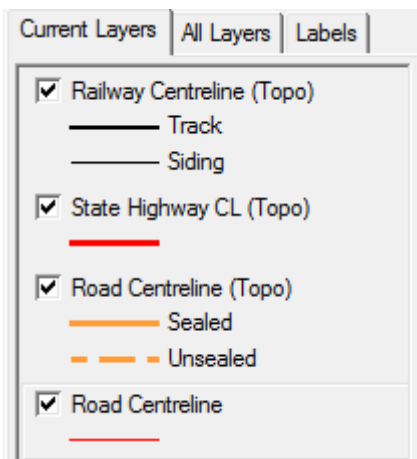 Current Layers All Layers Labels
Railway Centreline (Topo)
Track
Siding
State Highway CL (Topo)
Road Centreline (Topo)
Sealed
Unsealed
Road Centreline